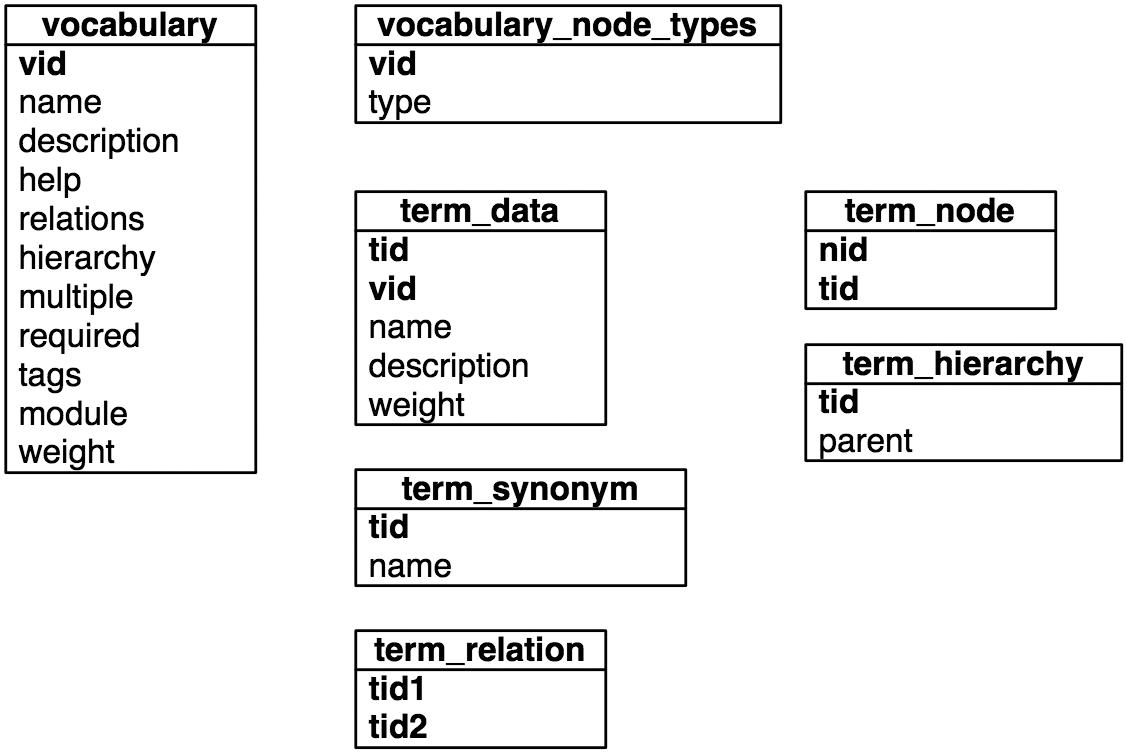 vocabulary
vid
name
description
help
relations
hierarchy
multiple
required
tags
module
weight
vocabulary_node_types
vid
type
term_data
tid
vid
name
description
weight
term_synonym
tid
name
term_relation
tid1
tid2
term_node
nid
tid
term_hierarchy
tid
parent